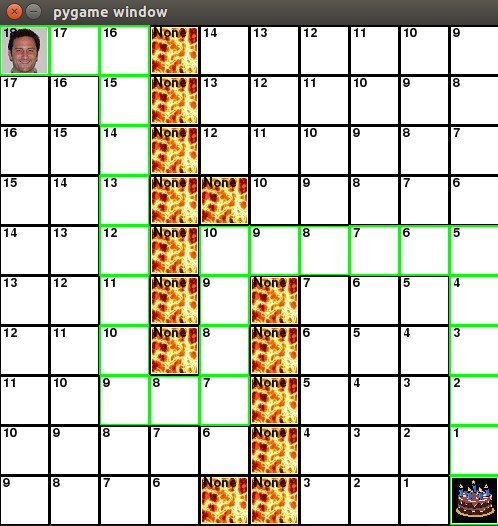 pygame window
18 17 16 None 14 13 12 11 10 9
17 16 15 None 13 12 11 10 9 8
16 15 14 None 12 11 10 9 8 7
15 14 13 None None 10 9 8 7 6
14 13 12 None 10 9 8 7 6 5
13 12 11 None 9 None 7 6 5 4
12 11 10 None 8 None 6 5 4 3
11 10 9 8 7 None 5 4 3 2
10 9 8 7 6 None 4 3 2 1
9 8 7 6 None None 3 2 1